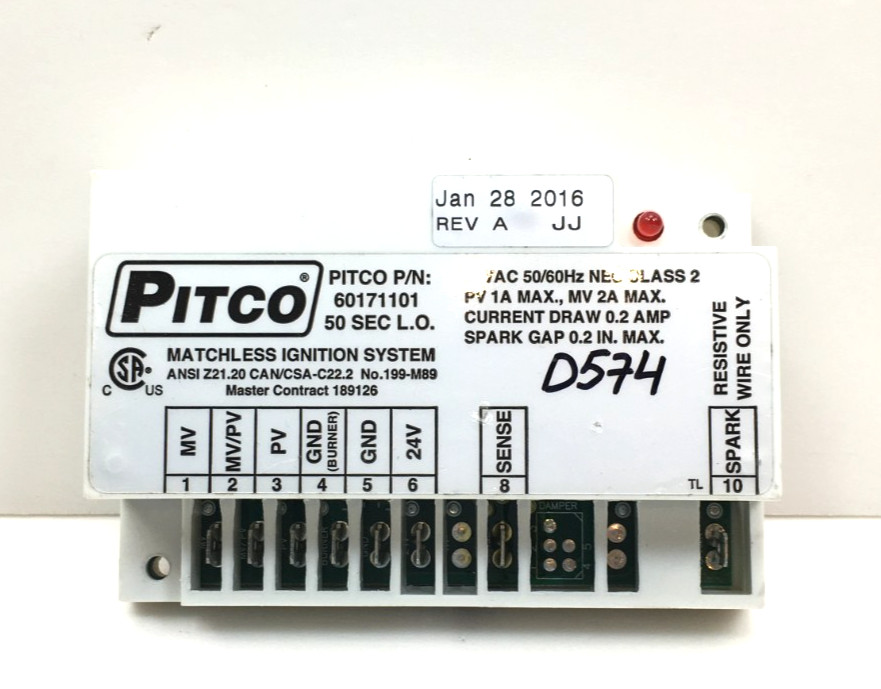 Jan 28 2016
REV A JJ
PITCO®
PITCO P/N:
60171101
50 SEC L.O.
VAC 50/60Hz NEC CLASS 2
PV 1A MAX., MV 2A MAX.
CURRENT DRAW 0.2 AMP
SPARK GAP 0.2 IN. MAX.
RESISTIVE
WIRE ONLY
C CSA® US
MATCHLESS IGNITION SYSTEM
ANSI Z21.20 CAN/CSA-C22.2 No.199-M89
Master Contract 189126
D574
MV
MV/PV
PV
GND
(BURNER)
GND
24V
SENSE
SPARK
1 2 3 4 5 6 8 TL 10
DAMPER
BURNER